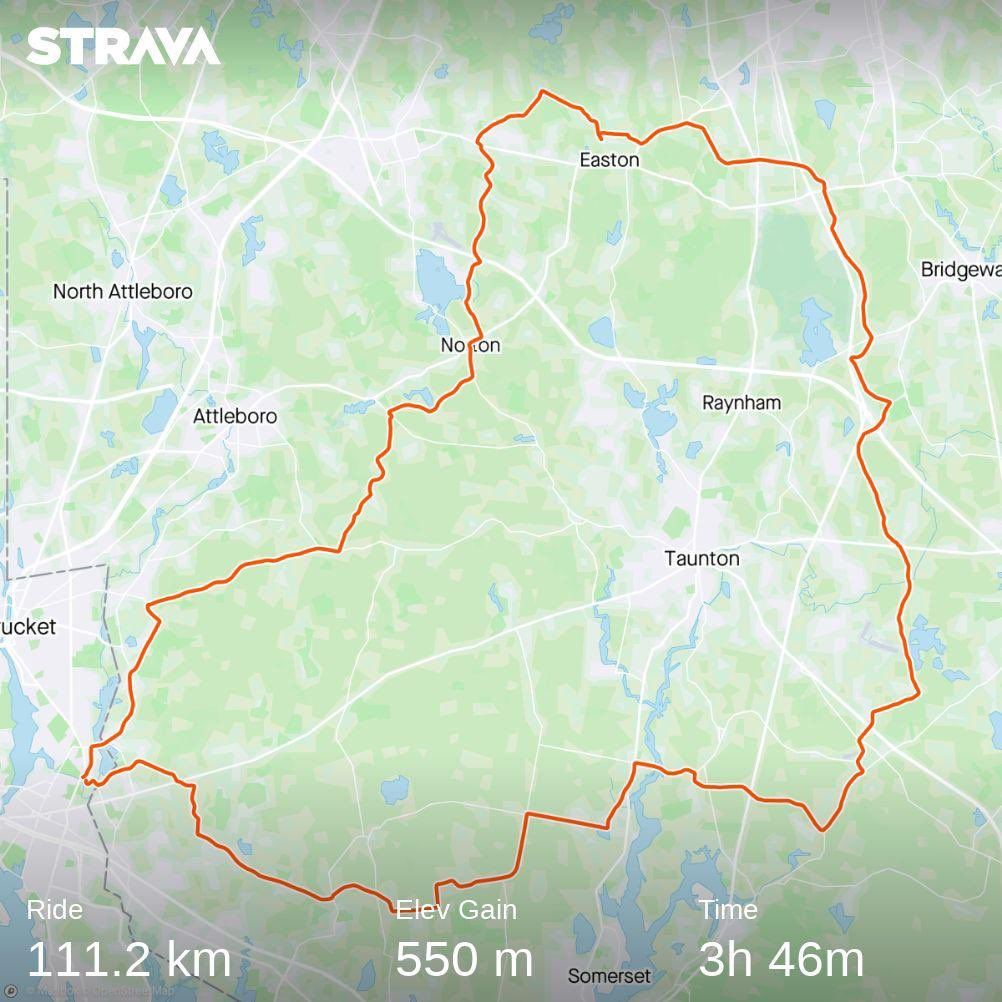 STRAVA
Easton
Bridgewa
North Attleboro
Norton
Raynham
Attleboro
Taunton
ucket
Ride
Elev Gain
Time
111.2 km
550 m
3h 46m
Somerset
© Mapbox © OpenStreetMap